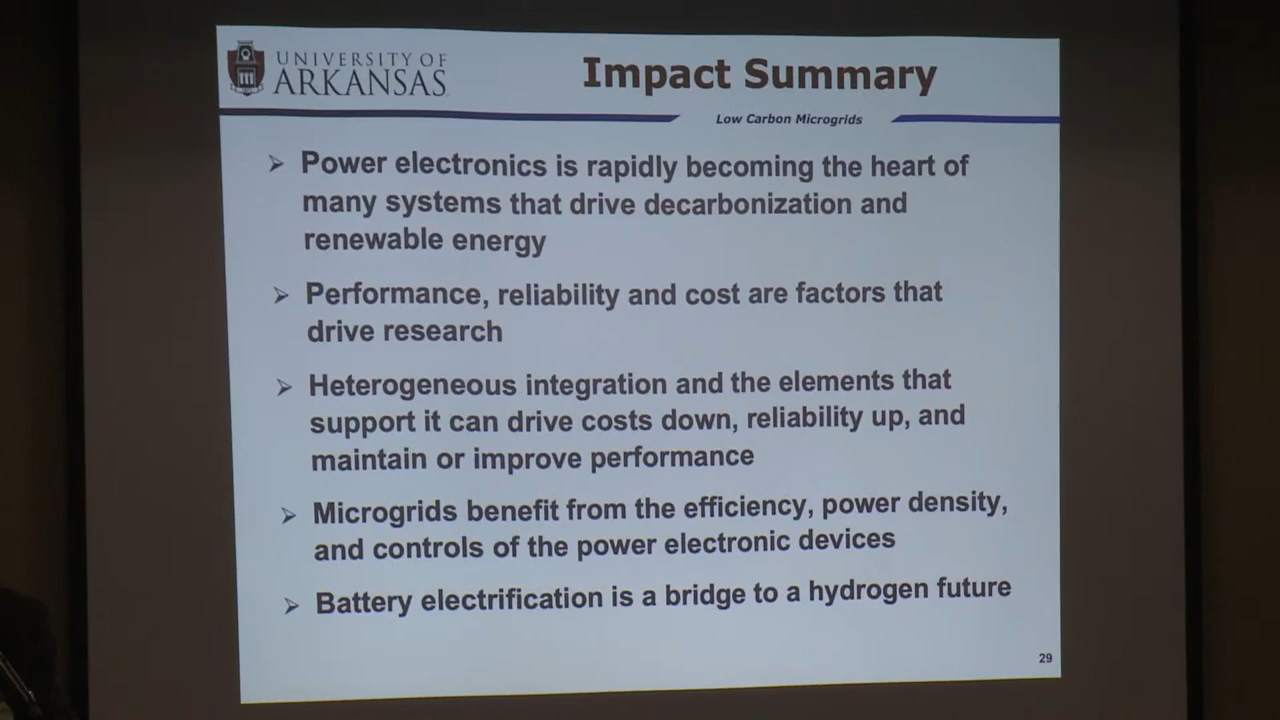 UNIVERSITY OF
ARKANSAS
Impact Summary
Low Carbon Microgrids
Power electronics is rapidly becoming the heart of
many systems that drive decarbonization and
renewable energy
Performance, reliability and cost are factors that
drive research
Heterogeneous integration and the elements that
support it can drive costs down, reliability up, and
maintain or improve performance
Microgrids benefit from the efficiency, power density,
and controls of the power electronic devices
Battery electrification is a bridge to a hydrogen future
29